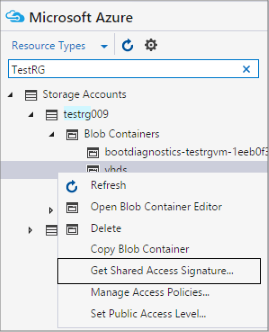 Microsoft Azure
Resource Types
TestRG
Storage Accounts
testrg009
Blob Containers
bootdiagnostics-testrgvm-1eeb0f3
vhds
Refresh
Open Blob Container Editor
Delete
Copy Blob Container
Get Shared Access Signature...
Manage Access Policies...
Set Public Access Level...